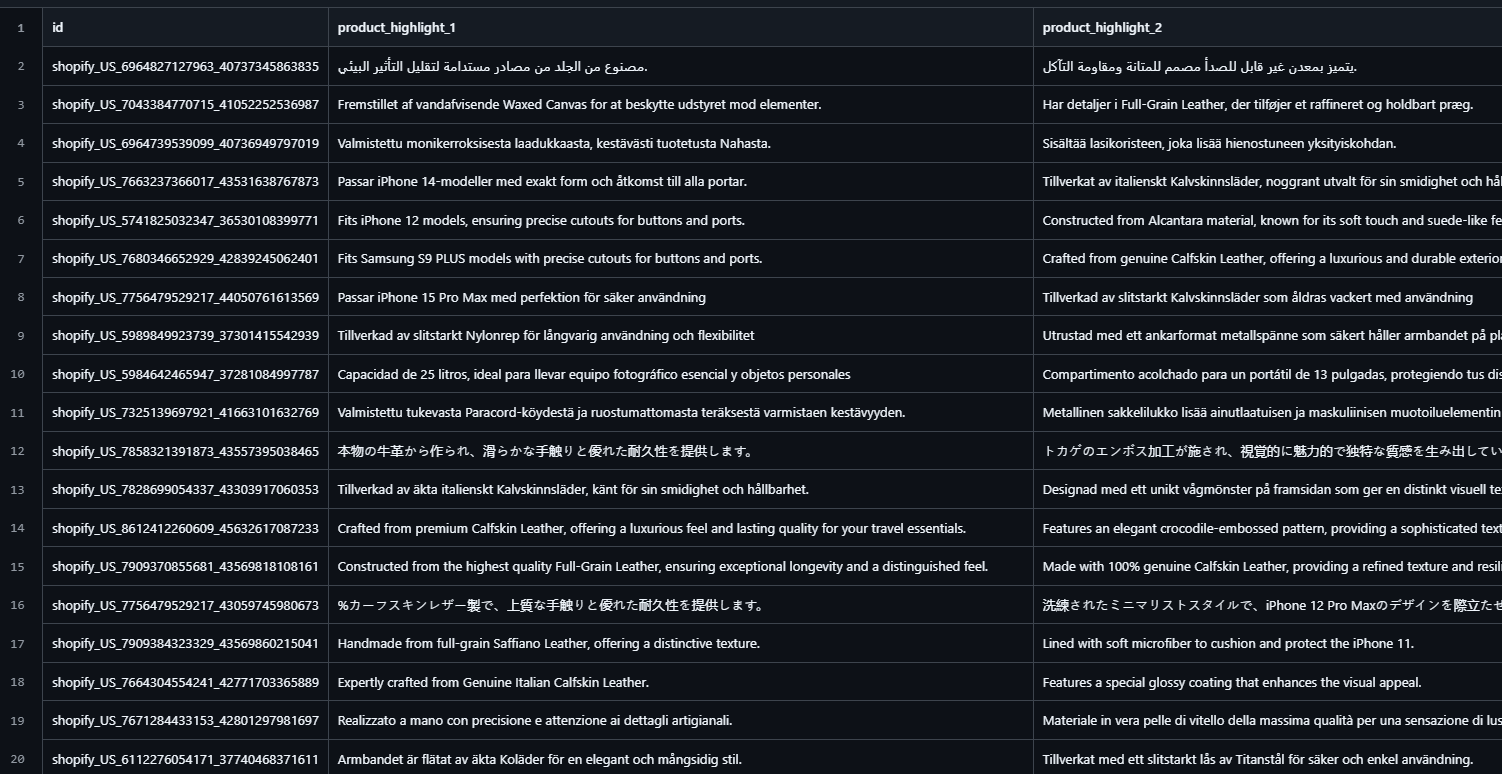 1 id product_highlight_1 product_highlight_2
2 shopify_US_6964827127963_40737345863835 مصنوع من الجلد من مصادر مستدامة لتقليل التأثير البيئي. يتميز بمعدن غير قابل للصدأ مصمم للمتانة ومقاومة التآكل.
3 shopify_US_7043384770715_41052252536987 Fremstillet af vandafvisende Waxed Canvas for at beskytte udstyret mod elementer. Har detaljer i Full-Grain Leather, der tilføjer et raffineret og holdbart præg.
4 shopify_US_6964739539099_40736949797019 Valmistettu monikerroksisesta laadukkaasta, kestävästi tuotetusta Nahasta. Sisältää lasikoristeen, joka lisää hienostuneen yksityiskohdan.
5 shopify_US_7663237366017_43531638767873 Passar iPhone 14-modeller med exakt form och åtkomst till alla portar. Tillverkat av italienskt Kalvskinnsläder, noggrant utvalt för sin smidighet och hål
6 shopify_US_5741825032347_36530108399771 Fits iPhone 12 models, ensuring precise cutouts for buttons and ports. Constructed from Alcantara material, known for its soft touch and suede-like fe
7 shopify_US_7680346652929_42839245062401 Fits Samsung S9 PLUS models with precise cutouts for buttons and ports. Crafted from genuine Calfskin Leather, offering a luxurious and durable exterior
8 shopify_US_7756479529217_44050761613569 Passar iPhone 15 Pro Max med perfektion för säker användning Tillverkad av slitstarkt Kalvskinnsläder som åldras vackert med användning
9 shopify_US_5989849923739_37301415542939 Tillverkad av slitstarkt Nylonrep för långvarig användning och flexibilitet Utrustad med ett ankarformat metallspänne som säkert håller armbandet på pl
10 shopify_US_5984642465947_37281084997787 Capacidad de 25 litros, ideal para llevar equipo fotográfico esencial y objetos personales Compartimento acolchado para un portátil de 13 pulgadas, protegiendo tus dis
11 shopify_US_7325139697921_41663101632769 Valmistettu tukevasta Paracord-köydestä ja ruostumattomasta teräksestä varmistaen kestävyyden. Metallinen sakkelilukko lisää ainutlaatuisen ja maskuliinisen muotoiluelementin
12 shopify_US_7858321391873_43557395038465 本物の牛革から作られ、滑らかな手触りと優れた耐久性を提供します。 トカゲのエンボス加工が施され、視覚的に魅力的で独特な質感を生み出してい
13 shopify_US_7828699054337_43303917060353 Tillverkad av äkta italienskt Kalvskinnsläder, känt för sin smidighet och hållbarhet. Designad med ett unikt vågmönster på framsidan som ger en distinkt visuell te
14 shopify_US_8612412260609_45632617087233 Crafted from premium Calfskin Leather, offering a luxurious feel and lasting quality for your travel essentials. Features an elegant crocodile-embossed pattern, providing a sophisticated text
15 shopify_US_7909370855681_43569818108161 Constructed from the highest quality Full-Grain Leather, ensuring exceptional longevity and a distinguished feel. Made with 100% genuine Calfskin Leather, providing a refined texture and resili
16 shopify_US_7756479529217_43059745980673 %カーフスキンレザー製で、上質な手触りと優れた耐久性を提供します。 洗練されたミニマリストスタイルで、iPhone 12 Pro Maxのデザインを際立たせ
17 shopify_US_7909384323329_43569860215041 Handmade from full-grain Saffiano Leather, offering a distinctive texture. Lined with soft microfiber to cushion and protect the iPhone 11.
18 shopify_US_7664304554241_42771703365889 Expertly crafted from Genuine Italian Calfskin Leather. Features a special glossy coating that enhances the visual appeal.
19 shopify_US_7671284433153_42801297981697 Realizzato a mano con precisione e attenzione ai dettagli artigianali. Materiale in vera pelle di vitello della massima qualità per una sensazione di lus
20 shopify_US_6112276054171_37740468371611 Armbandet är flätat av äkta Koläder för en elegant och mångsidig stil. Tillverkat med ett slitstarkt lås av Titanstål för säker och enkel användning.